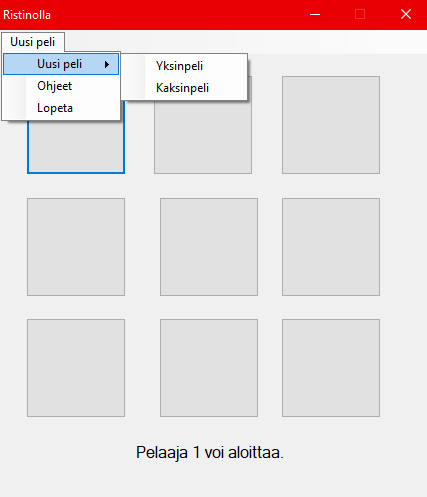 Ristinolla
Uusi peli
Uusi peli
Yksinpeli
Ohjeet
Kaksinpeli
Lopeta
Pelaaja 1 voi aloittaa.